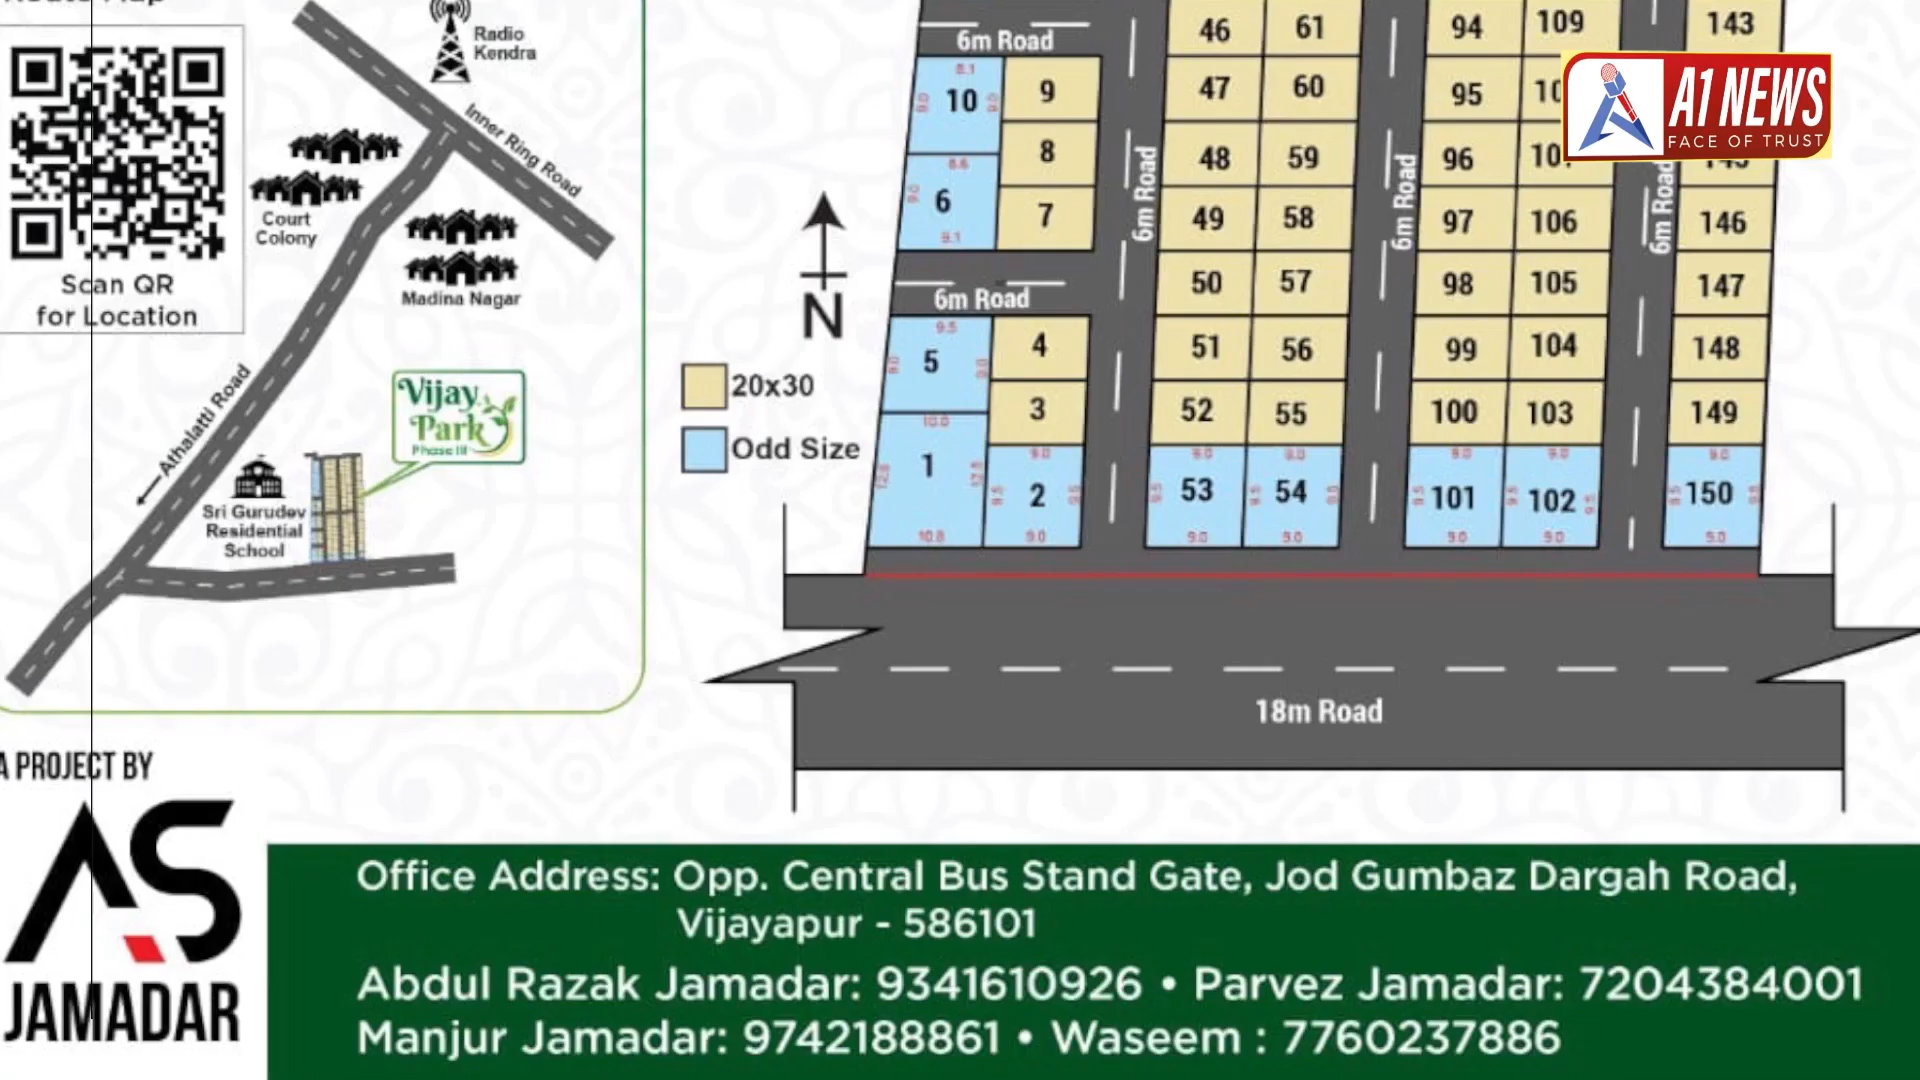 Scan QR
for Location
Radio
Kendra
Inner Ring Road
Court
Colony
Madina Nagar
Athalatti Road
Vijay
Park
Phase III
Sri Gurudev
Residential
School
N
20x30
Odd Size
A1 NEWS
FACE OF TRUST
6m Road
46 61 94 109 143
10 9 47 60 95
8 48 59 96
6 7 49 58 97 106 146
6m Road
6m Road
6m Road
50 57 98 105 147
6m Road
5 4 51 56 99 104 148
3 52 55 100 103 149
1 2 53 54 101 102 150
18m Road
A PROJECT BY
AS
JAMADAR
Office Address: Opp. Central Bus Stand Gate, Jod Gumbaz Dargah Road,
Vijayapur - 586101
Abdul Razak Jamadar: 9341610926 • Parvez Jamadar: 7204384001
Manjur Jamadar: 9742188861 • Waseem : 7760237886